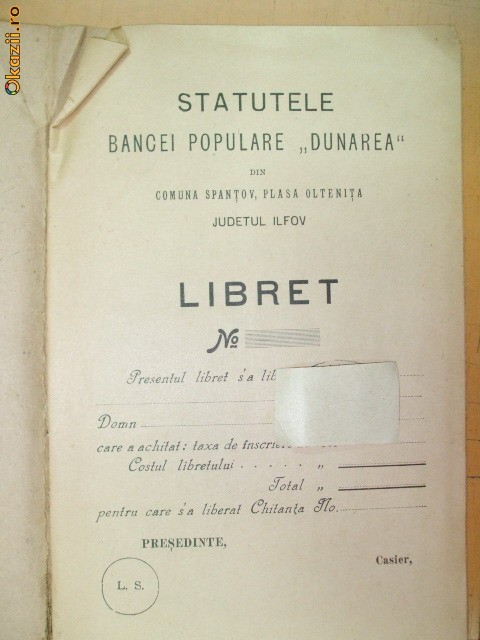 Okazii.ro
STATUTELE
BANCEI POPULARE „DUNAREA“
DIN
COMUNA SPANȚOV, PLASA OLTENIȚA
JUDETUL ILFOV
LIBRET
No
Presentul libret s'a lib
Domn
care a achitat: taxa de înscrie
Costul libretului . . . . . „
Total „
pentru care s'a liberat Chitanța No.
PREȘEDINTE,
Casier,
L. S.